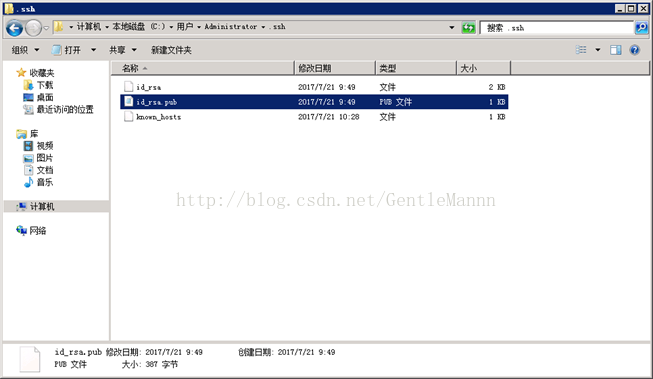 .ssh
计算机 本地磁盘 (C:) 用户 Administrator .ssh
搜索 .ssh
组织 打开 共享 新建文件夹
收藏夹
下载
桌面
最近访问的位置
库
视频
图片
文档
音乐
计算机
网络
名称 修改日期 类型 大小
id_rsa 2017/7/21 9:49 文件 2 KB
id_rsa.pub 2017/7/21 9:49 PUB 文件 1 KB
known_hosts 2017/7/21 10:28 文件 1 KB
http://blog.csdn.net/GentleMannn
id_rsa.pub 修改日期: 2017/7/21 9:49 创建日期: 2017/7/21 9:49
PUB 文件 大小: 387 字节